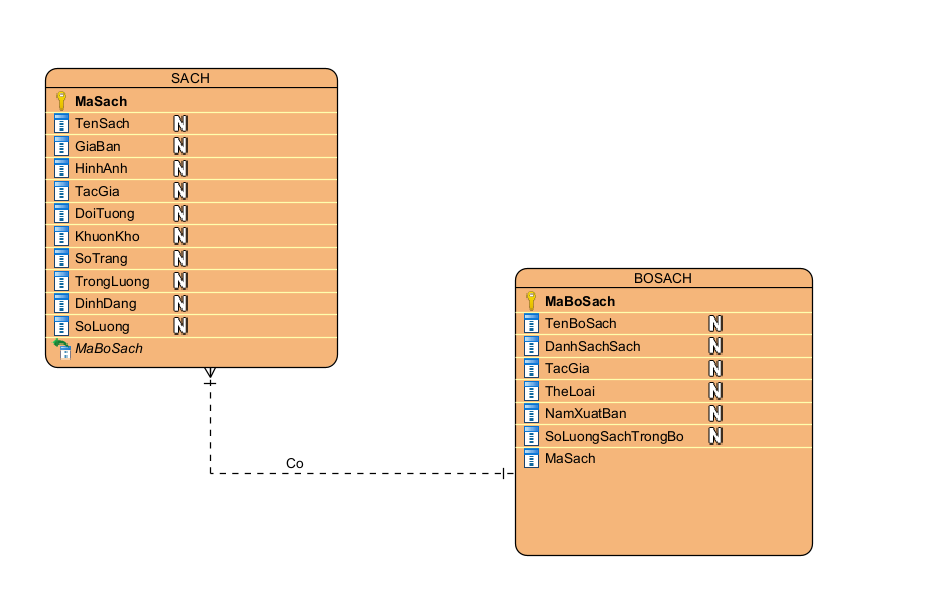 SACH
MaSach
TenSach N
GiaBan N
HinhAnh N
TacGia N
DoiTuong N
KhuonKho N
SoTrang N
TrongLuong N
DinhDang N
SoLuong N
MaBoSach
Co
BOSACH
MaBoSach
TenBoSach N
DanhSachSach N
TacGia N
TheLoai N
NamXuatBan N
SoLuongSachTrongBo N
MaSach